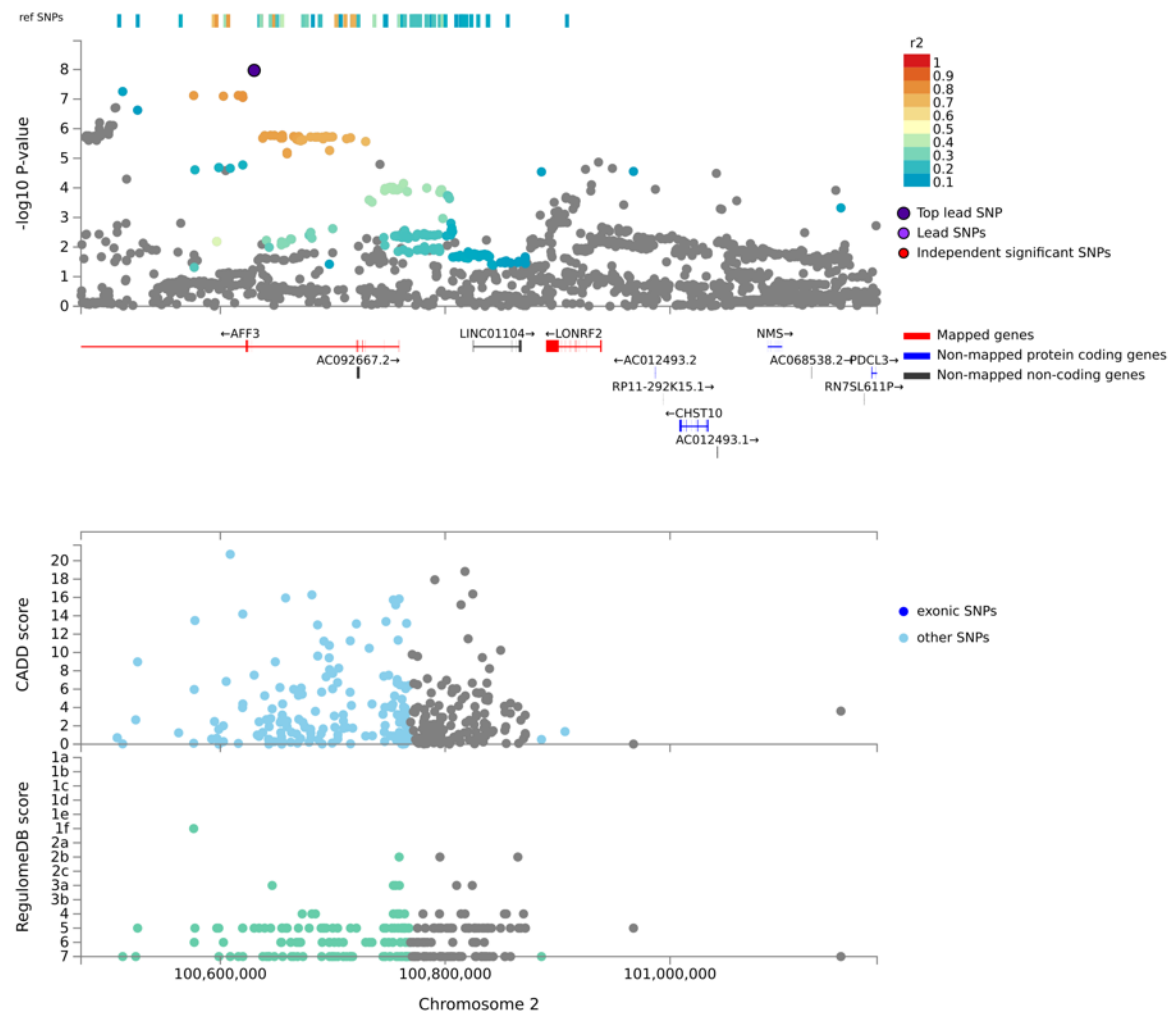 ref SNPs
r2
1
0.9
0.8
0.7
0.6
0.5
0.4
0.3
0.2
0.1
Top lead SNP
Lead SNPs
Independent significant SNPs
-log10 P-value
8
7
6
5
4
3
2
1
0
←AFF3
AC092667.2→
LINC01104→
←LONRF2
←AC012493.2
RP11-292K15.1→
←CHST10
AC012493.1→
NMS→
AC068538.2→
PDCL3→
RN7SL611P→
Mapped genes
Non-mapped protein coding genes
Non-mapped non-coding genes
CADD score
20
18
16
14
12
10
8
6
4
2
0
exonic SNPs
other SNPs
RegulomeDB score
1a
1b
1c
1d
1e
1f
2a
2b
2c
3a
3b
4
5
6
7
100,600,000
100,800,000
101,000,000
Chromosome 2